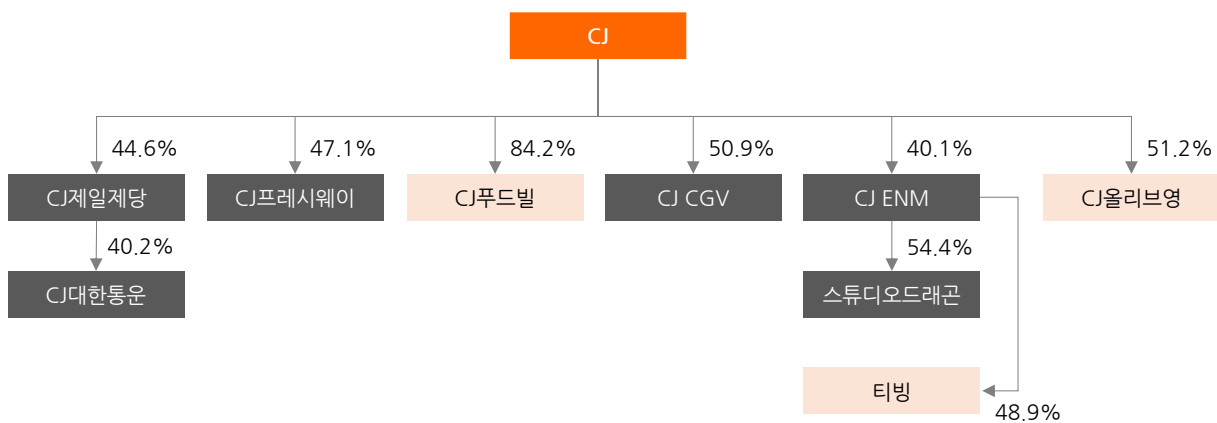 CJ
44.6%
47.1%
84.2%
50.9%
40.1%
51.2%
CJ제일제당
CJ프레시웨이
CJ푸드빌
CJ CGV
CJ ENM
CJ올리브영
40.2%
54.4%
CJ대한통운
스튜디오드래곤
티빙
48.9%